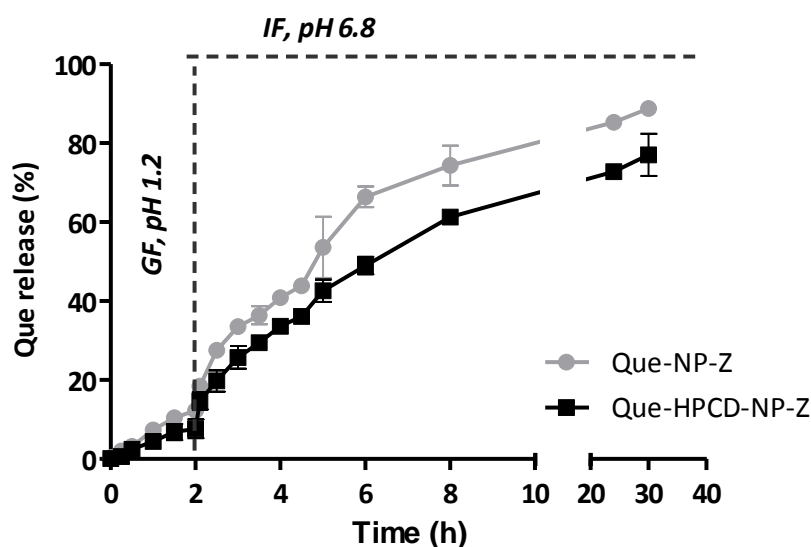 IF, pH 6.8
100
80
60
40
20
0
Que release (%)
GF, pH 1.2
Que-NP-Z
Que-HPCD-NP-Z
0 2 4 6 8 10 20 30 40
Time (h)